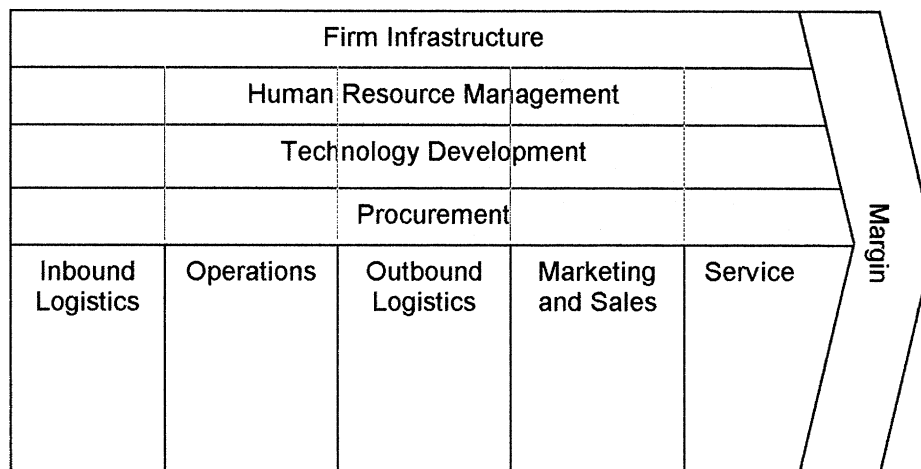 Firm Infrastructure
Human Resource Management
Technology Development
Procurement
Margin
Inbound
Logistics
Operations
Outbound
Logistics
Marketing
and Sales
Service